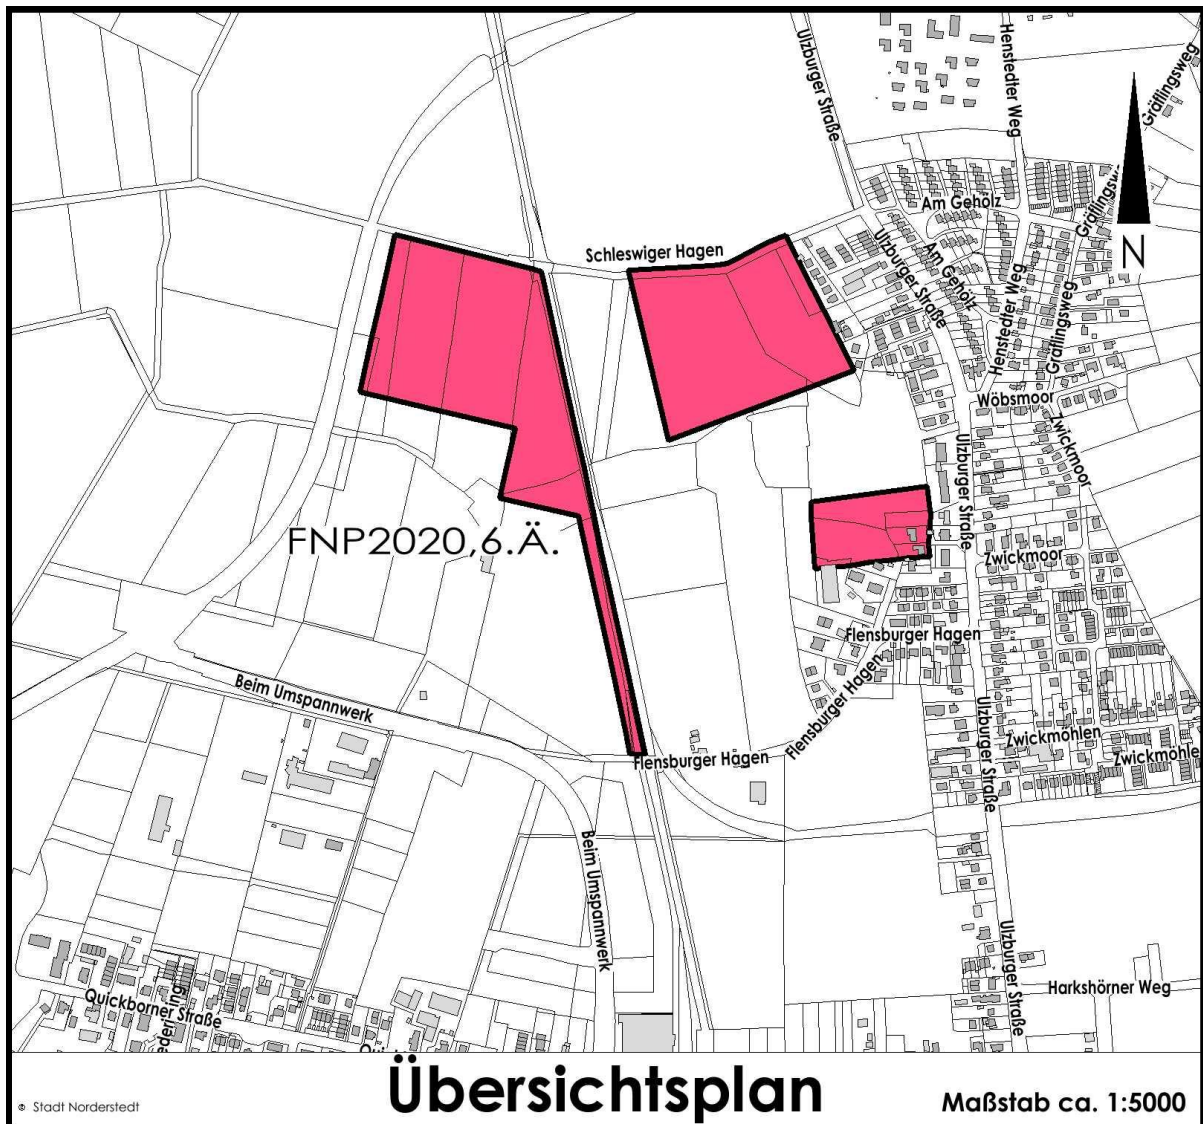 Ulzburger Straße
Henstedter Weg
Gräflingsweg
Am Gehölz
Gräflingsw
N
Schleswiger Hagen
Ulzburger Straße
Am Gehölz
Henstedter Weg
Gräflingsweg
Wöbsmoor
Zwickmoor
Ulzburger Straße
FNP2020,6.Ä.
Zwickmoor
Flensburger Hagen
Flensburger Hagen
Beim Umspannwerk
Ulzburger Straße
Zwickmöhlen
Zwickmöhle
Flensburger Hagen
Beim Umspannwerk
Ulzburger Straße
Harkshörner Weg
Quickborner Straße
Übersichtsplan
© Stadt Norderstedt
Maßstab ca. 1:5000